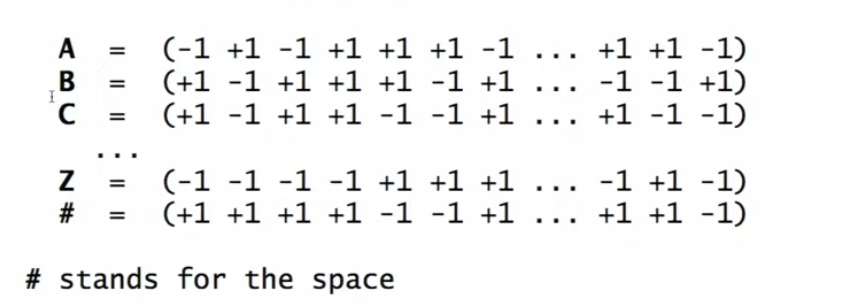 A = (-1 +1 -1 +1 +1 +1 -1 ... +1 +1 -1)
B = (+1 -1 +1 +1 +1 -1 +1 ... -1 -1 +1)
C = (+1 -1 +1 +1 -1 -1 +1 ... +1 -1 -1)
...
Z = (-1 -1 -1 -1 +1 +1 +1 ... -1 +1 -1)
# = (+1 +1 +1 +1 -1 -1 +1 ... +1 +1 -1)
# stands for the space